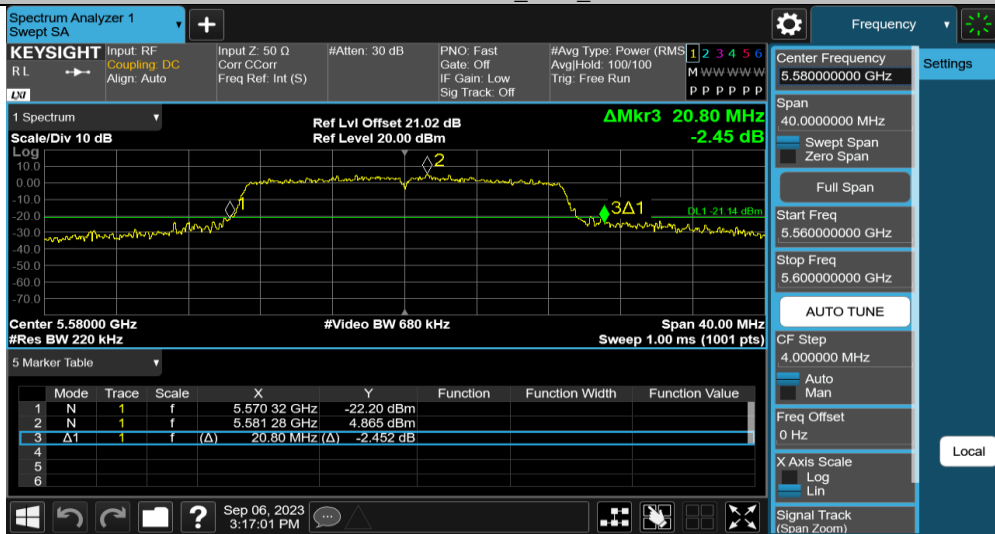 Spectrum Analyzer 1
Swept SA
Frequency
KEYSIGHT
R L
LXI
Input: RF
Coupling: DC
Align: Auto
Input Z: 50 Ω
Corr CCorr
Freq Ref: Int (S)
#Atten: 30 dB
PNO: Fast
Gate: Off
IF Gain: Low
Sig Track: Off
#Avg Type: Power (RMS
Avg|Hold: 100/100
Trig: Free Run
1 2 3 4 5 6
M W W W W W
P P P P P P
1 Spectrum
Scale/Div 10 dB
Ref Lvl Offset 21.02 dB
Ref Level 20.00 dBm
ΔMkr3 20.80 MHz
-2.45 dB
Log
10.0
0.00
-10.0
-20.0
-30.0
-40.0
-50.0
-60.0
-70.0
1
2
3Δ1
DL1 -21.14 dBm
Center 5.58000 GHz
#Res BW 220 kHz
#Video BW 680 kHz
Span 40.00 MHz
Sweep 1.00 ms (1001 pts)
5 Marker Table
Mode Trace Scale X Y Function Function Width Function Value
1 N 1 f 5.570 32 GHz -22.20 dBm
2 N 1 f 5.581 28 GHz 4.865 dBm
3 Δ1 1 f (Δ) 20.80 MHz (Δ) -2.452 dB
4
5
6
?
Sep 06, 2023
3:17:01 PM
Center Frequency
5.580000000 GHz
Span
40.0000000 MHz
Swept Span
Zero Span
Full Span
Start Freq
5.560000000 GHz
Stop Freq
5.600000000 GHz
AUTO TUNE
CF Step
4.000000 MHz
Auto
Man
Freq Offset
0 Hz
X Axis Scale
Log
Lin
Signal Track
(Span Zoom)
Settings
Local